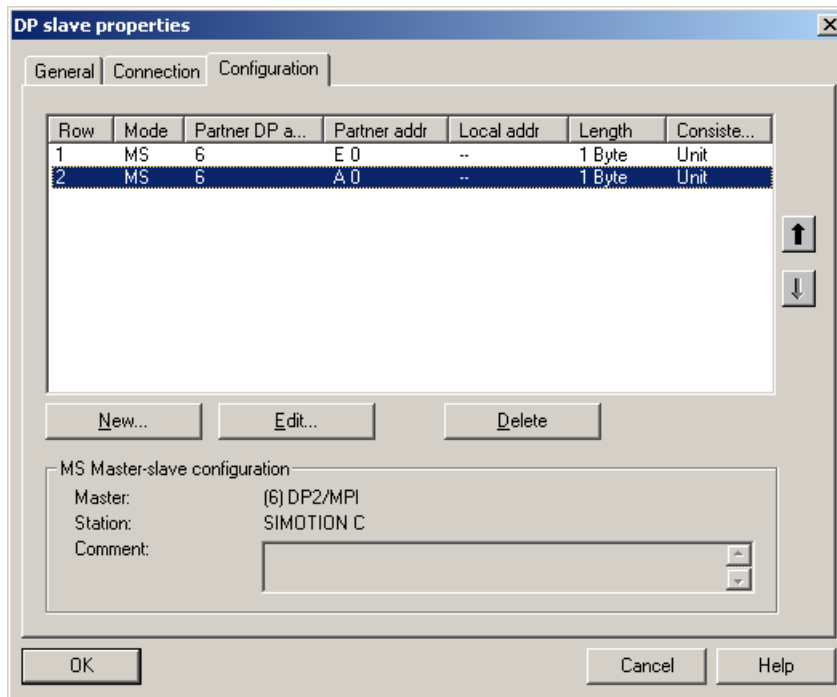 DP slave properties
General Connection Configuration
Row Mode Partner DP a... Partner addr Local addr Length Consiste...
1 MS 6 E 0 -- 1 Byte Unit
2 MS 6 A 0 -- 1 Byte Unit
New... Edit... Delete
MS Master-slave configuration
Master: (6) DP2/MPI
Station: SIMOTION C
Comment:
OK Cancel Help